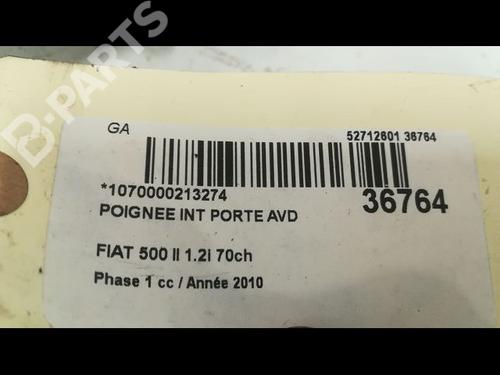 B-PARTS
GA
52712601 36764
*1070000213274
36764
POIGNEE INT PORTE AVD
FIAT 500 II 1.2i 70ch
Phase 1 cc / Année 2010